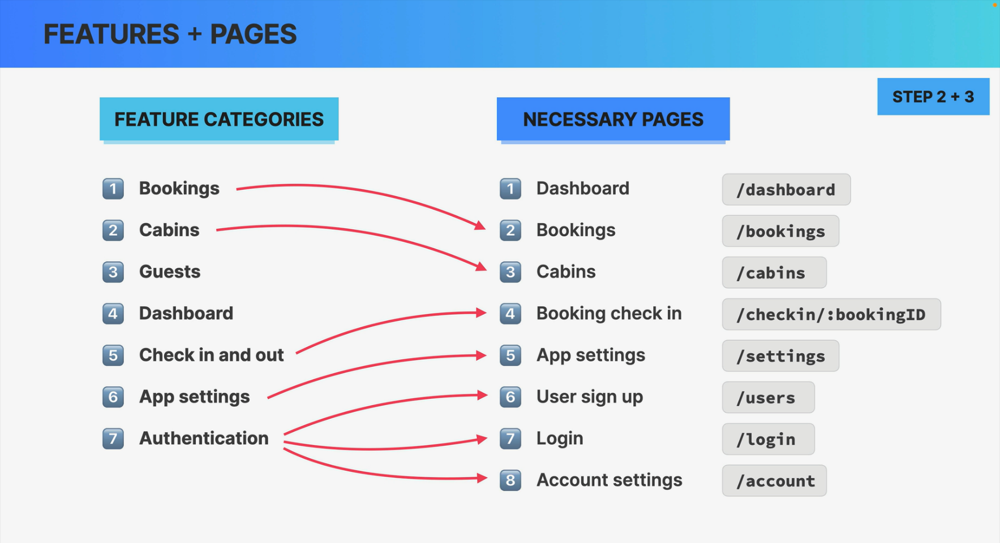 FEATURES + PAGES
STEP 2 + 3
FEATURE CATEGORIES
1 Bookings
2 Cabins
3 Guests
4 Dashboard
5 Check in and out
6 App settings
7 Authentication
NECESSARY PAGES
1 Dashboard /dashboard
2 Bookings /bookings
3 Cabins /cabins
4 Booking check in /checkin/:bookingID
5 App settings /settings
6 User sign up /users
7 Login /login
8 Account settings /account